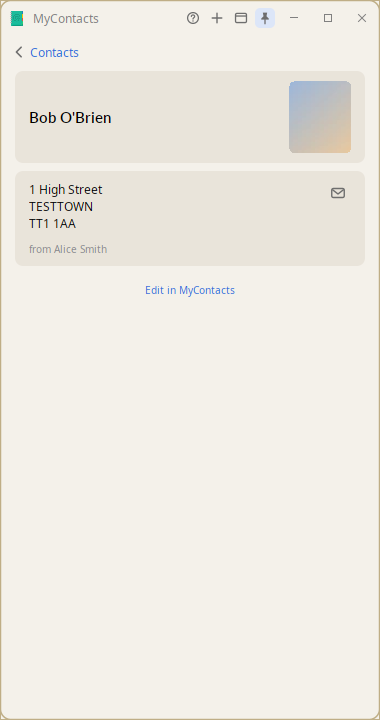 MyContacts
Contacts
Bob O'Brien
1 High Street
TESTTOWN
TT1 1AA
from Alice Smith
Edit in MyContacts